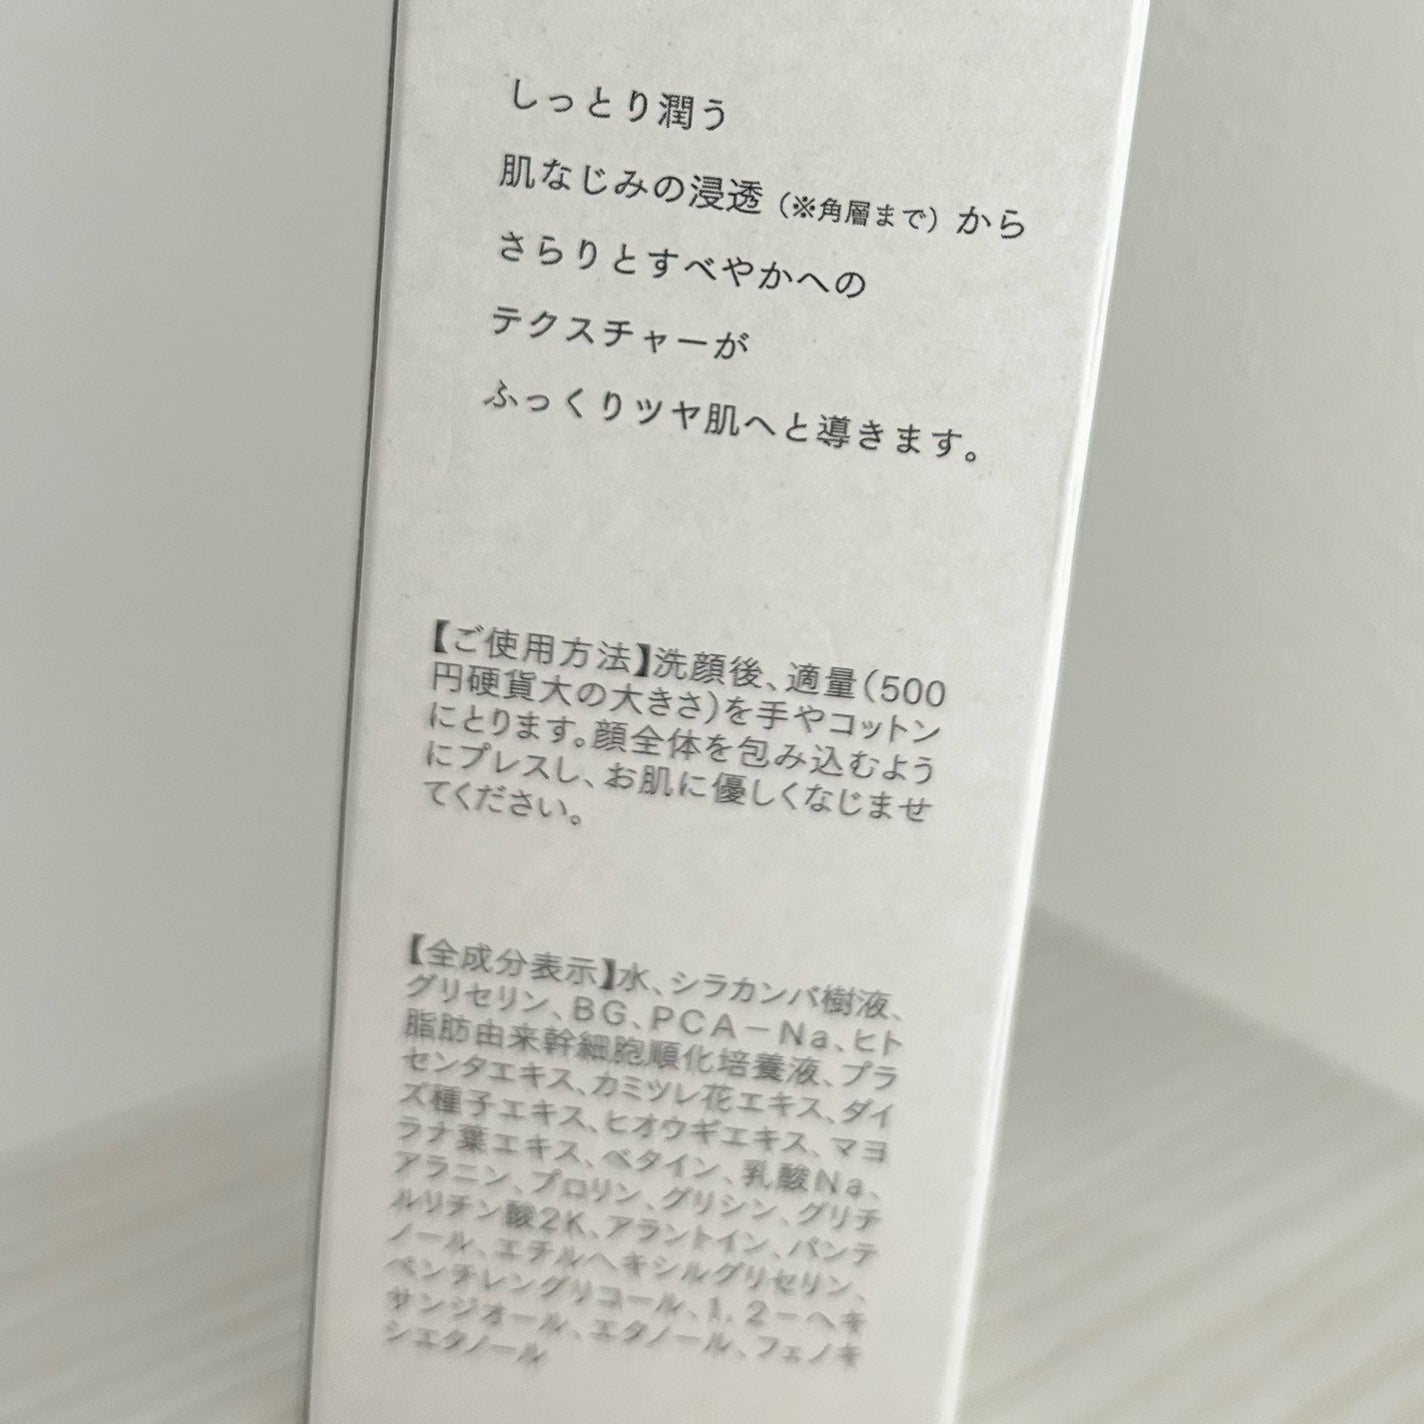 しっとり潤う
肌なじみの浸透（※角層まで）から
さらりとすべやかへの
テクスチャーが
ふっくりツヤ肌へと導きます。
【ご使用方法】洗顔後、適量（500
円硬貨大の大きさ）を手やコットン
にとります。顔全体を包み込むよう
にプレスし、お肌に優しくなじませ
てください。
【全成分表示】水、シラカンバ樹液、
グリセリン、BG、PCA－Na、ヒト
脂肪由来幹細胞順化培養液、プラ
センタエキス、カミツレ花エキス、ダイ
ズ種子エキス、ヒオウギエキス、マヨ
ラナ葉エキス、ベタイン、乳酸Na、
アラニン、プロリン、グリシン、グリチ
ルリチン酸2K、アラントイン、パンテ
ノール、エチルヘキシルグリセリン、
ペンチレングリコール、1，2－ヘキ
サンジオール、エタノール、フェノキ
シエタノール